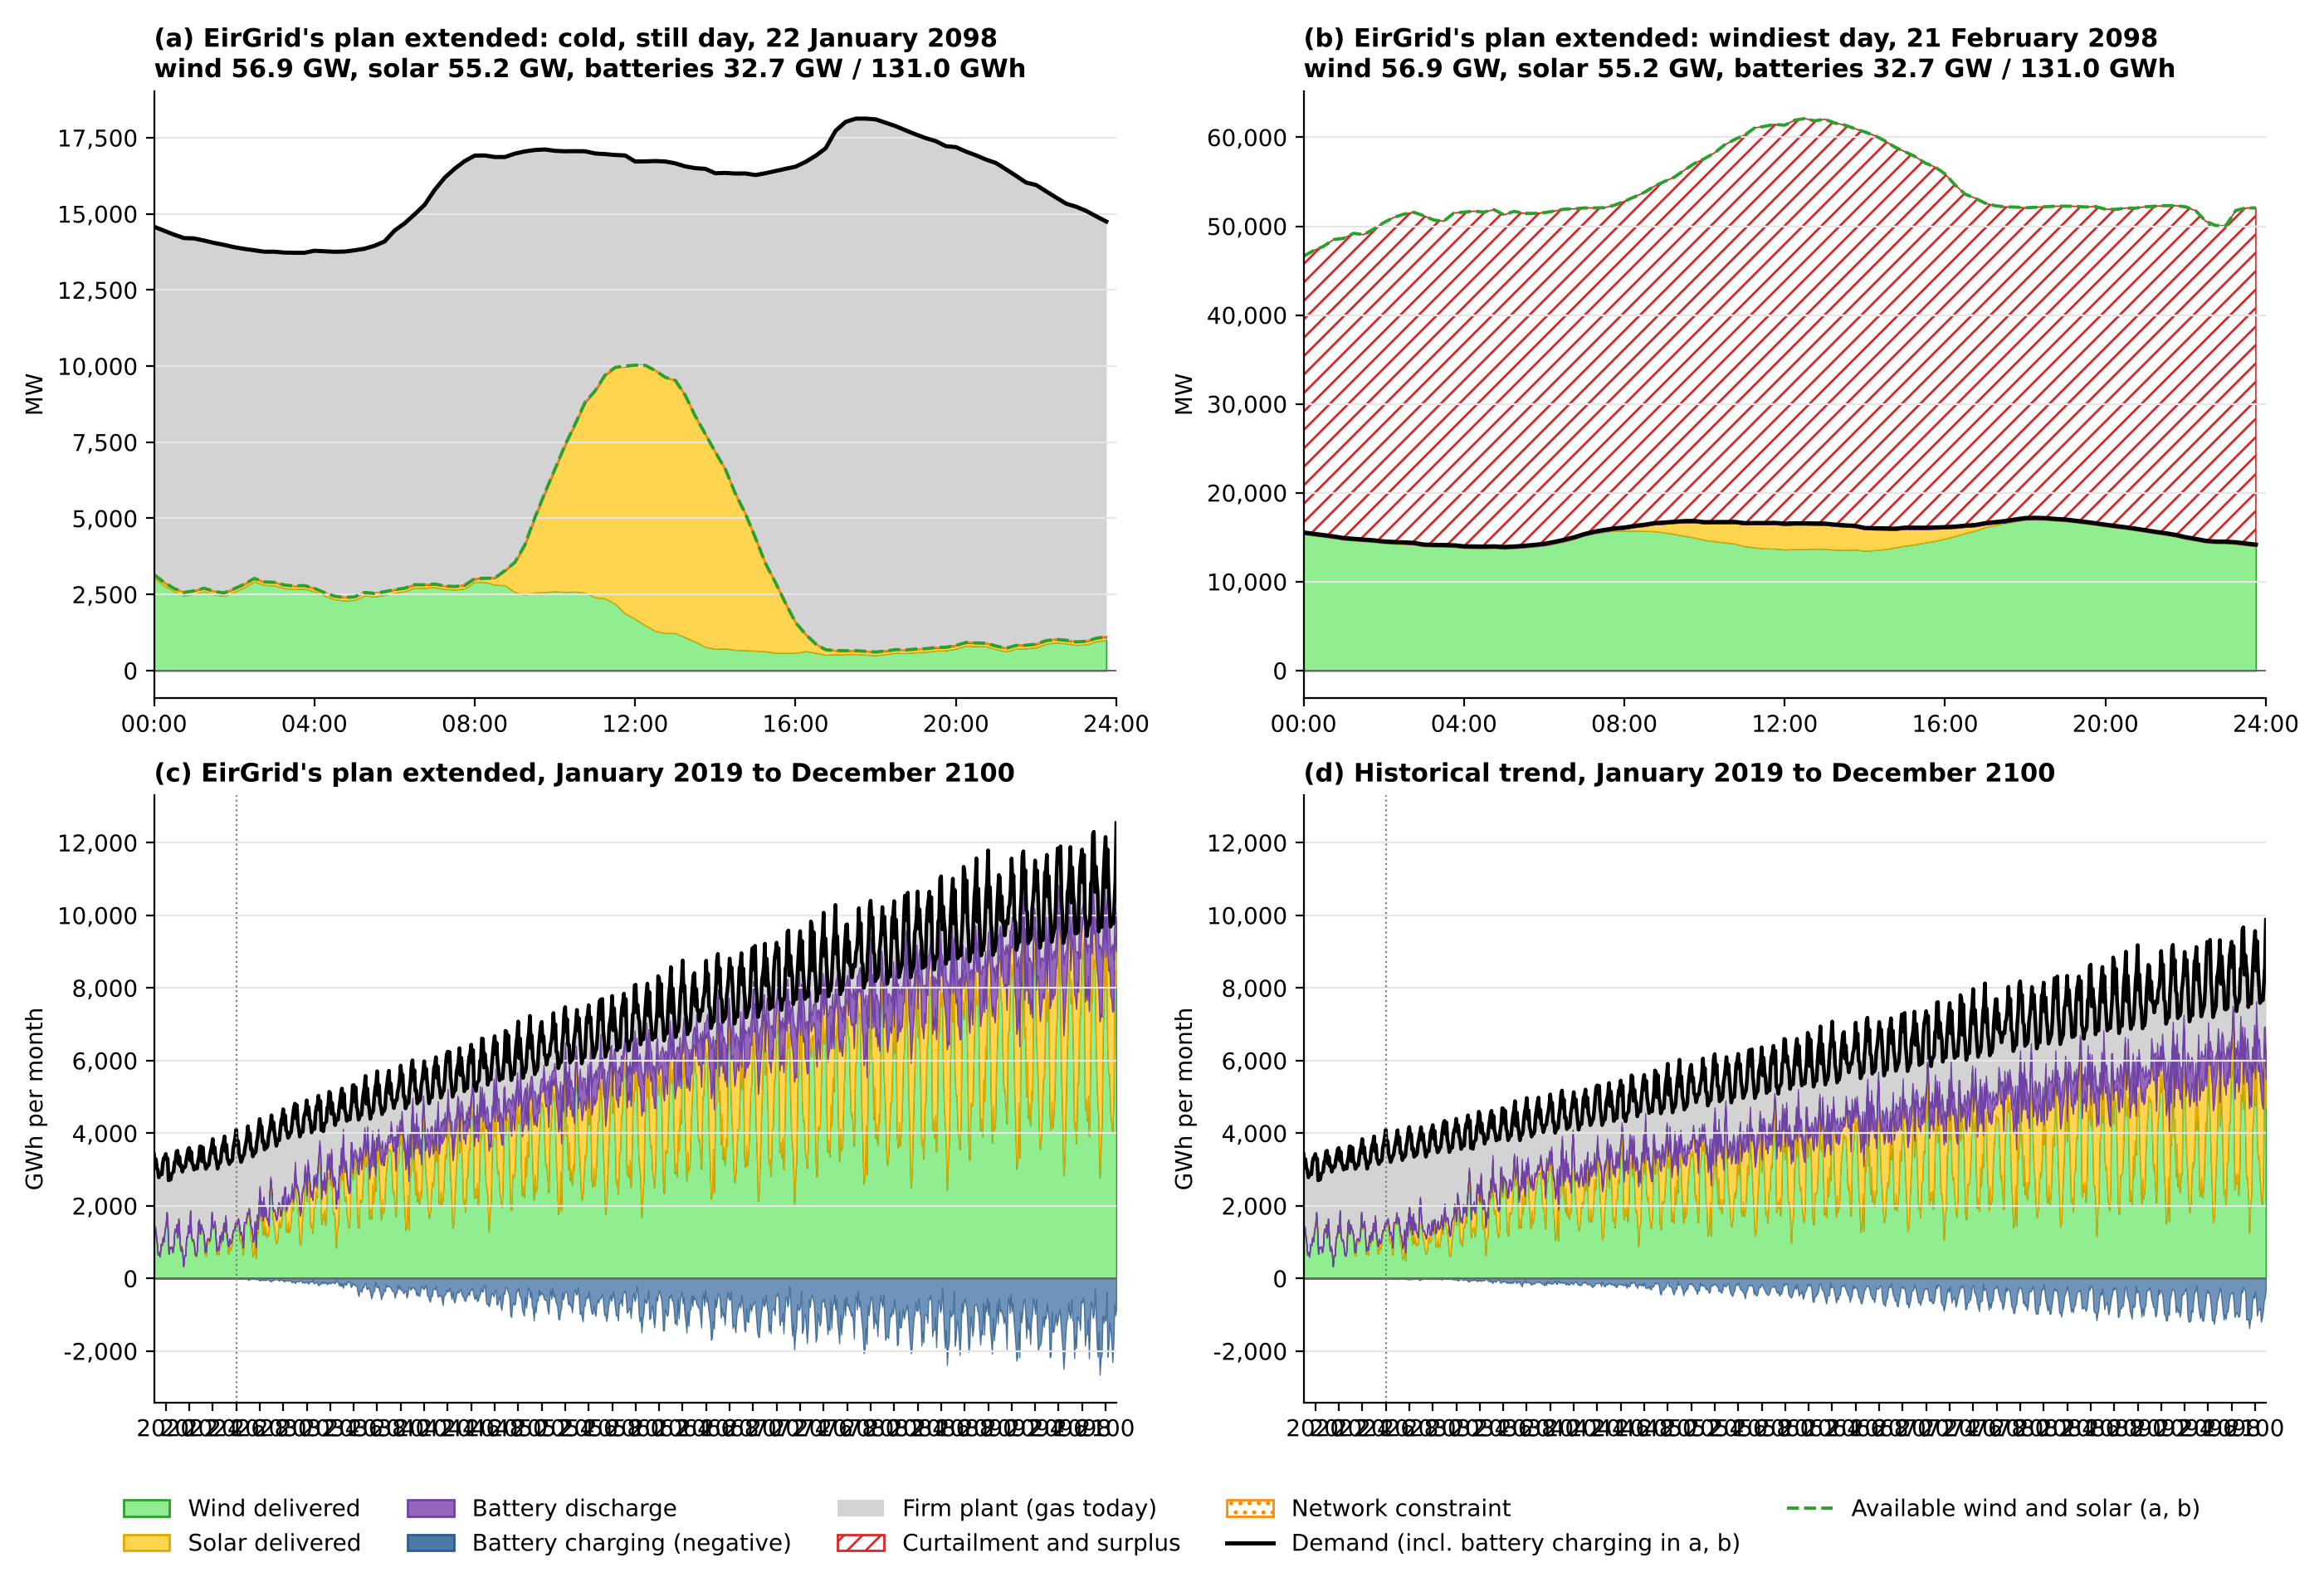 (a) EirGrid's plan extended: cold, still day, 22 January 2098
wind 56.9 GW, solar 55.2 GW, batteries 32.7 GW / 131.0 GWh
MW
17,500
15,000
12,500
10,000
7,500
5,000
2,500
0
00:00 04:00 08:00 12:00 16:00 20:00 24:00
(b) EirGrid's plan extended: windiest day, 21 February 2098
wind 56.9 GW, solar 55.2 GW, batteries 32.7 GW / 131.0 GWh
MW
60,000
50,000
40,000
30,000
20,000
10,000
0
00:00 04:00 08:00 12:00 16:00 20:00 24:00
(c) EirGrid's plan extended, January 2019 to December 2100
GWh per month
12,000
10,000
8,000
6,000
4,000
2,000
0
-2,000
(d) Historical trend, January 2019 to December 2100
GWh per month
12,000
10,000
8,000
6,000
4,000
2,000
0
-2,000
Wind delivered
Solar delivered
Battery discharge
Battery charging (negative)
Firm plant (gas today)
Curtailment and surplus
Network constraint
Demand (incl. battery charging in a, b)
Available wind and solar (a, b)